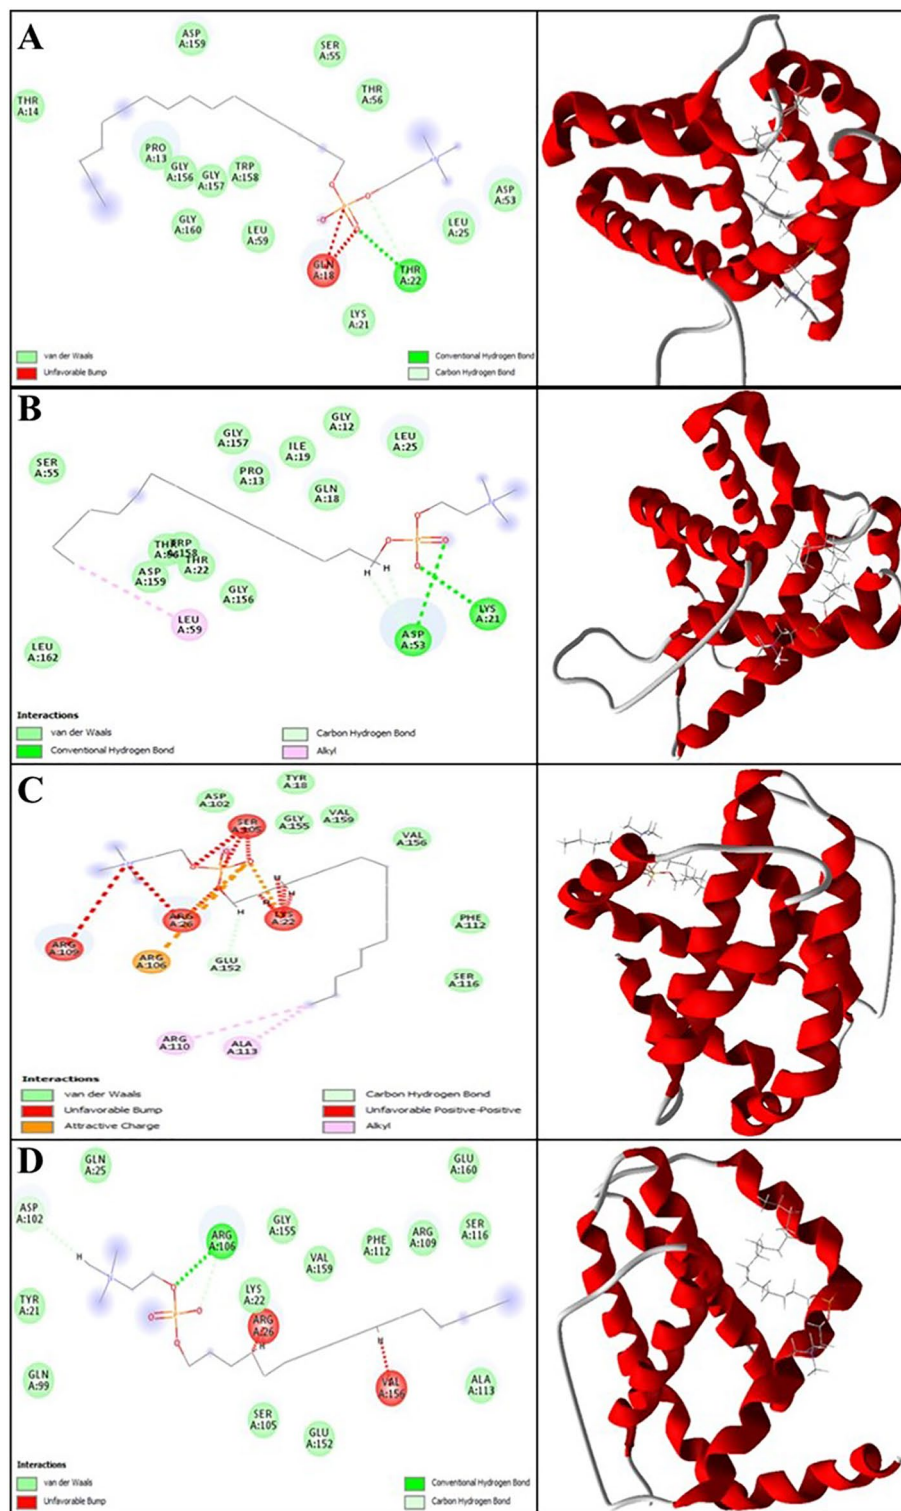 A
ASP
A:159
SER
A:55
THR
A:56
THR
A:14
PRO
A:13
GLY
A:156
GLY
A:157
TRP
A:158
ASP
A:53
LEU
A:25
GLY
A:160
LEU
A:59
GLN
A:18
THR
A:22
LYS
A:21
van der Waals
Unfavorable Bump
Conventional Hydrogen Bond
Carbon Hydrogen Bond
B
GLY
A:12
GLY
A:157
ILE
A:19
LEU
A:25
SER
A:55
PRO
A:13
GLN
A:18
TRP
A:158
THR
THR
A:22
ASP
A:159
GLY
A:156
LEU
A:59
LYS
A:21
ASP
A:53
LEU
A:162
Interactions
van der Waals
Conventional Hydrogen Bond
Carbon Hydrogen Bond
Alkyl
C
TYR
A:18
ASP
A:102
SER
A:105
GLY
A:155
VAL
A:159
VAL
A:156
ARG
A:26
LYS
A:22
PHE
A:112
ARG
A:109
ARG
A:106
GLU
A:152
SER
A:116
ARG
A:110
ALA
A:113
Interactions
van der Waals
Unfavorable Bump
Attractive Charge
Carbon Hydrogen Bond
Unfavorable Positive-Positive
Alkyl
D
GLN
A:25
GLU
A:160
ASP
A:102
ARG
A:106
GLY
A:155
PHE
A:112
ARG
A:109
SER
A:116
H
VAL
A:159
TYR
A:21
LYS
A:22
ARG
A:26
H
H
GLN
A:99
VAL
A:156
ALA
A:113
SER
A:105
GLU
A:152
Interactions
van der Waals
Unfavorable Bump
Conventional Hydrogen Bond
Carbon Hydrogen Bond